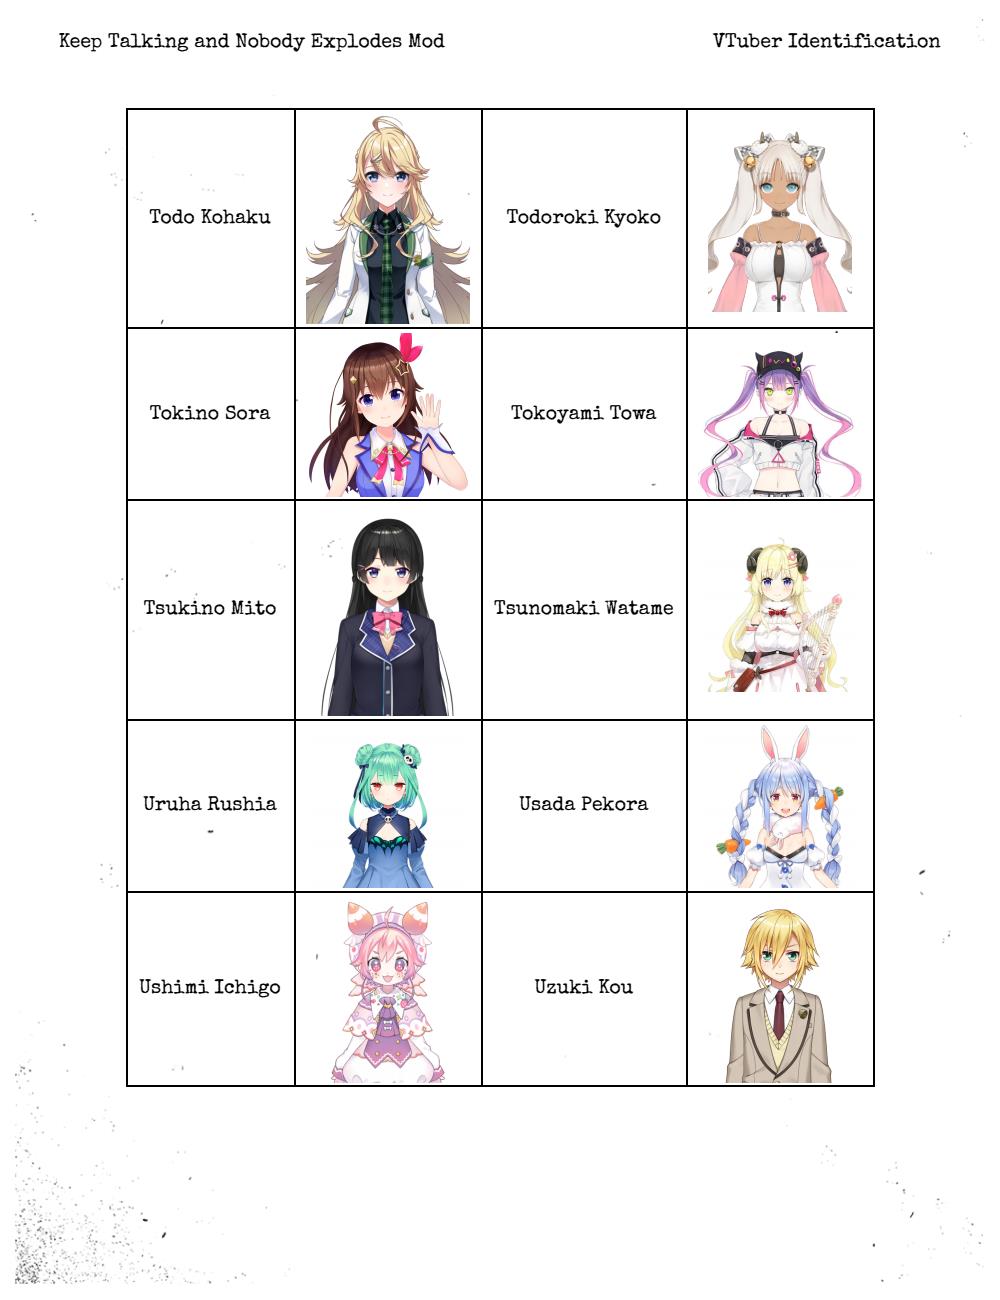 Keep Talking and Nobody Explodes Mod
VTuber Identification
Todo Kohaku
Todoroki Kyoko
Tokino Sora
Tokoyami Towa
Tsukino Mito
Tsunomaki Watame
Uruha Rushia
Usada Pekora
Ushimi Ichigo
Uzuki Kou